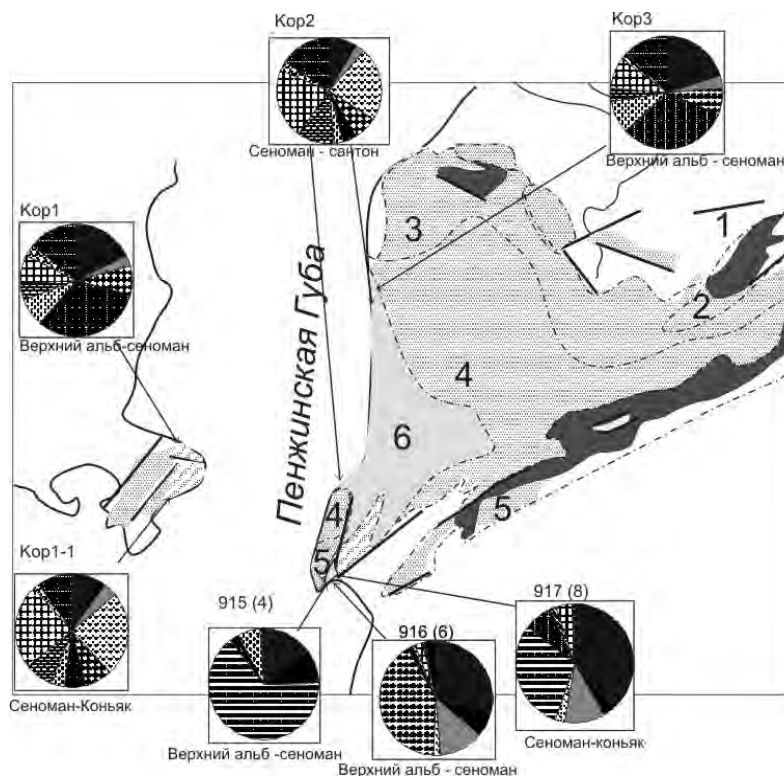 Кор2
Кор3
Сеноман - сантон
Верхний альб - сеноман
Кор1
Верхний альб-сеноман
Пенжинская Губа
1
2
3
4
6
4
5
5
Кор1-1
Сеноман-Коньяк
915 (4)
916 (6)
917 (8)
Верхний альб -сеноман
Верхний альб - сеноман
Сеноман-коньяк